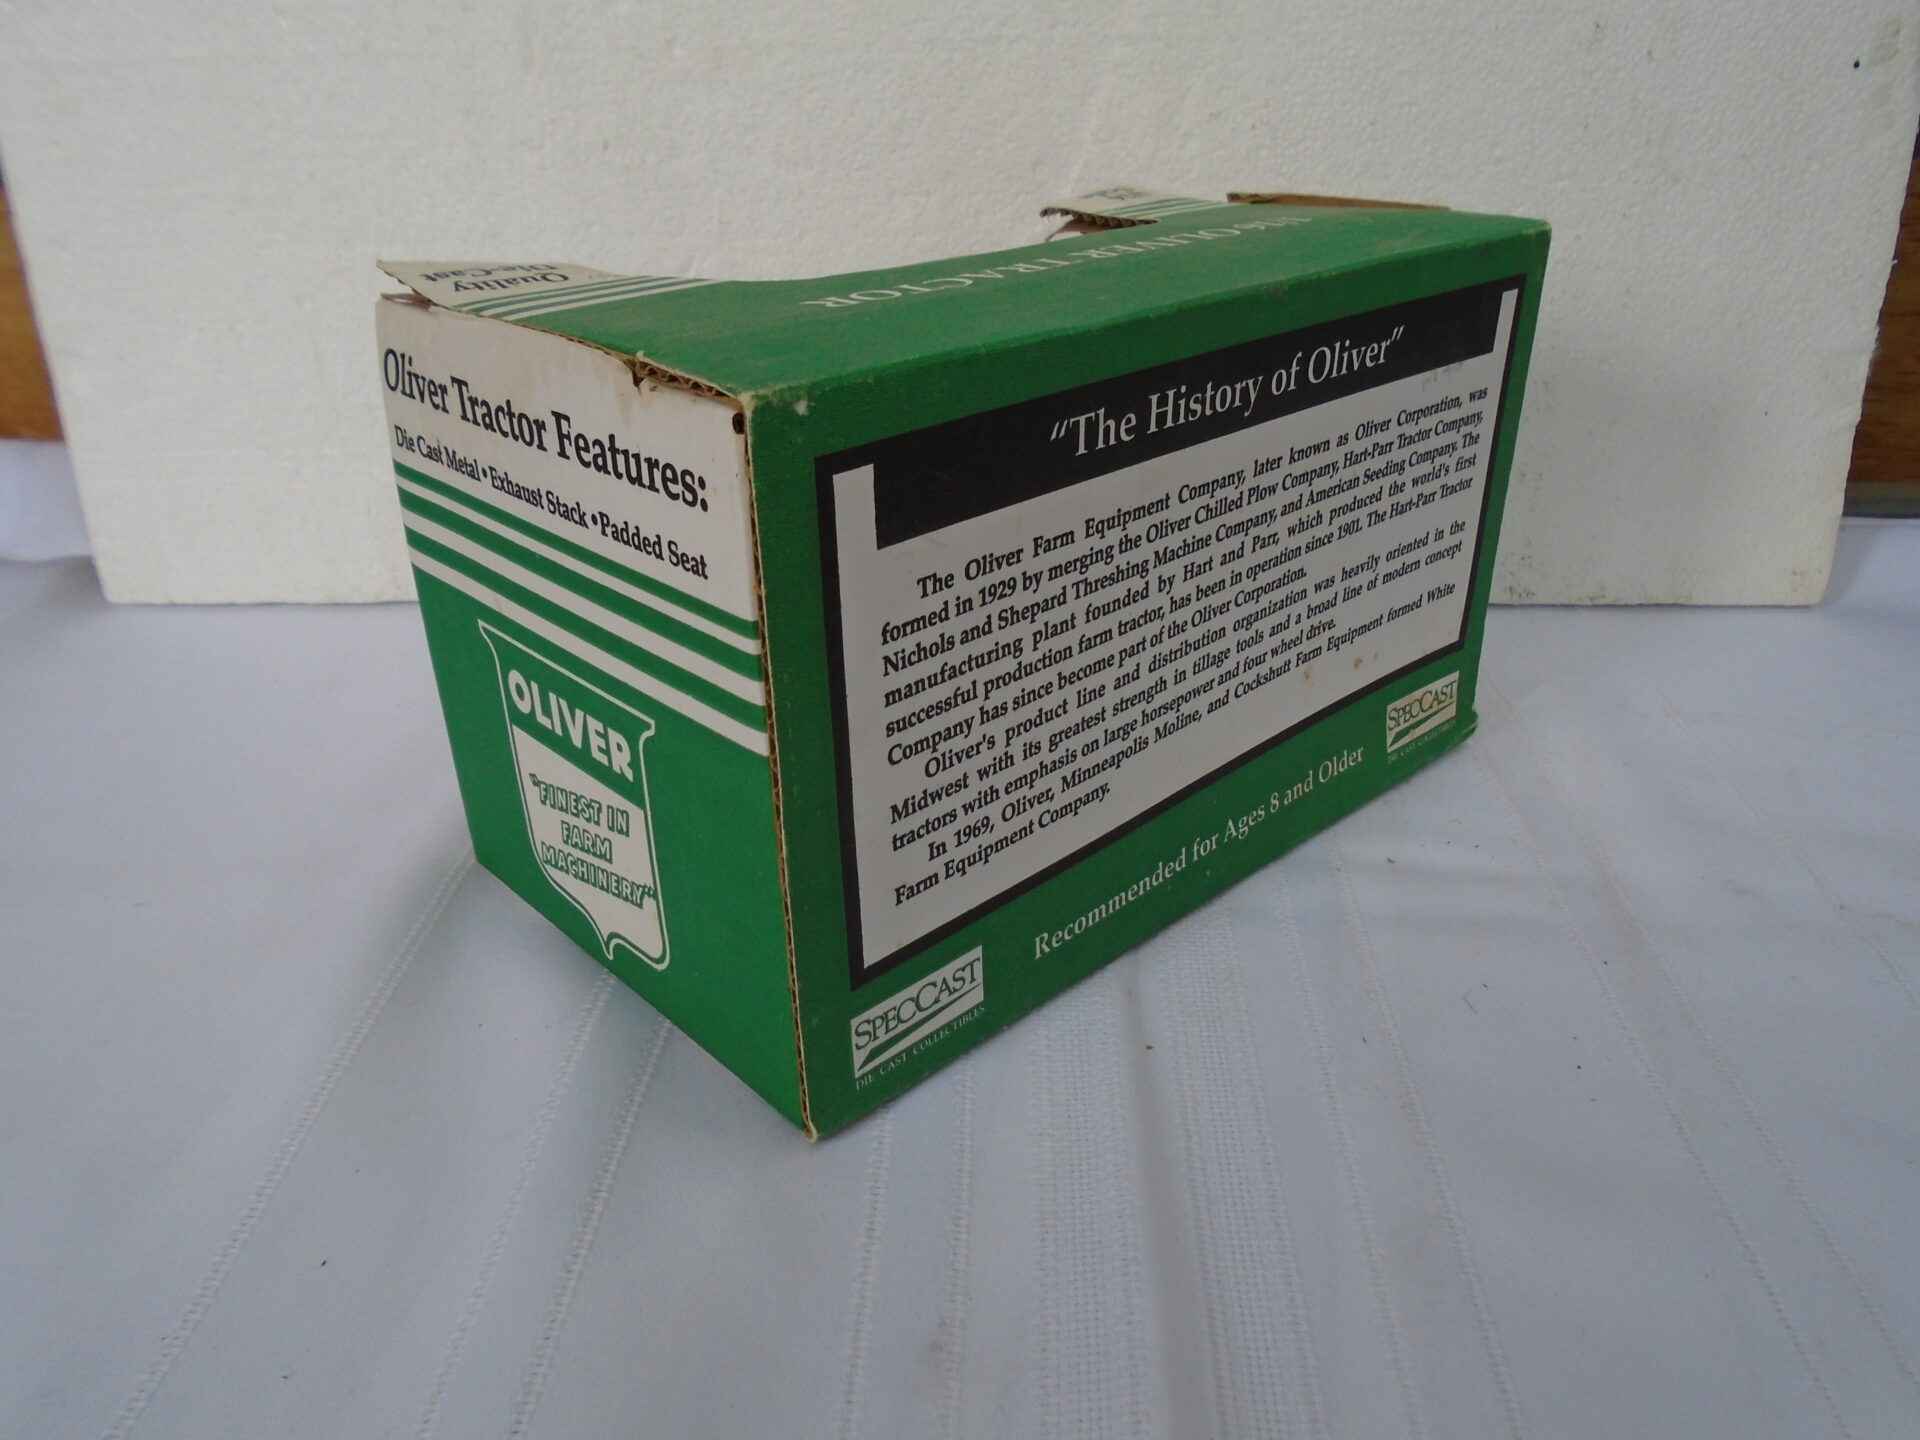 Quality
Die-Cast
1/16 OLIVER TRACTOR
Oliver Tractor Features:
Die Cast Metal • Exhaust Stack • Padded Seat
OLIVER
"FINEST IN
FARM
MACHINERY"
"The History of Oliver"
The Oliver Farm Equipment Company, later known as Oliver Corporation, was
formed in 1929 by merging the Oliver Chilled Plow Company, Hart-Parr Tractor Company,
Nichols and Shepard Threshing Machine Company, and American Seeding Company. The
manufacturing plant founded by Hart and Parr, which produced the world's first
successful production farm tractor, has been in operation since 1901. The Hart-Parr Tractor
Company has since become part of the Oliver Corporation.
Oliver's product line and distribution organization was heavily oriented in the
Midwest with its greatest strength in tillage tools and a broad line of modern concept
tractors with emphasis on large horsepower and four wheel drive.
In 1969, Oliver, Minneapolis Moline, and Cockshutt Farm Equipment formed White
Farm Equipment Company.
SPECCAST
DIE CAST COLLECTIBLES
Recommended for Ages 8 and Older
SPECCAST
DIE CAST COLLECTIBLES